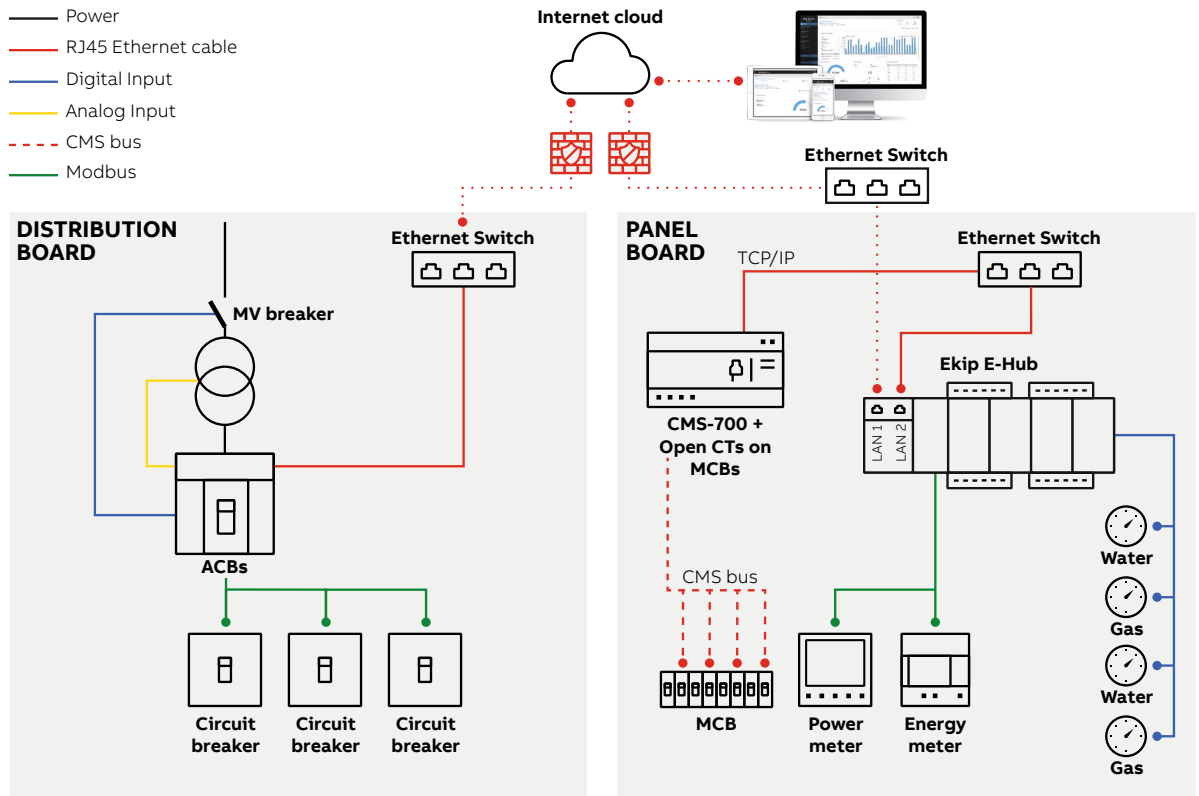 Power
RJ45 Ethernet cable
Digital Input
Analog Input
CMS bus
Modbus
Internet cloud
Ethernet Switch
DISTRIBUTION
BOARD
Ethernet Switch
MV breaker
ACBs
Circuit
breaker
Circuit
breaker
Circuit
breaker
PANEL
BOARD
TCP/IP
Ethernet Switch
CMS-700 +
Open CTs on
MCBs
Ekip E-Hub
LAN 1
LAN 2
CMS bus
MCB
Power
meter
Energy
meter
Water
Gas
Water
Gas